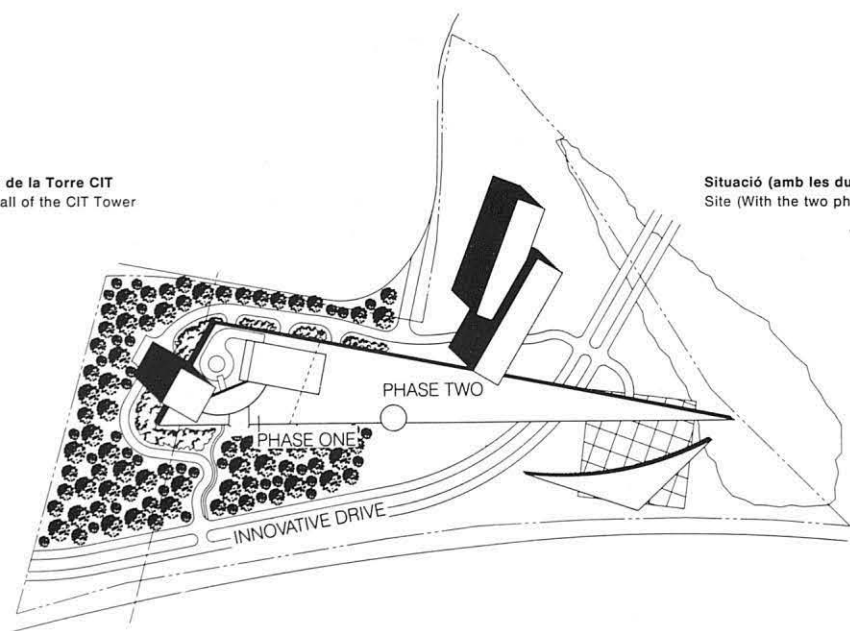 de la Torre CIT
all of the CIT Tower
Situació (amb les du
Site (With the two ph
PHASE TWO
PHASE ONE
INNOVATIVE DRIVE